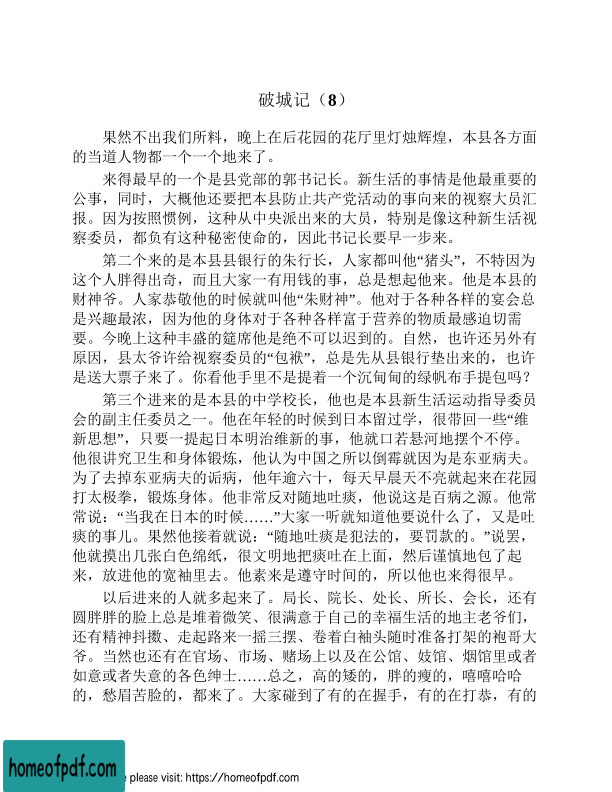 破城记（8）
果然不出我们所料，晚上在后花园的花厅里灯烛辉煌，本县各方面
的当道人物都一个一个地来了。
来得最早的一个是县党部的郭书记长。新生活的事情是他最重要的
公事，同时，大概他还要把本县防止共产党活动的事向来的视察大员汇
报。因为按照惯例，这种从中央派出来的大员，特别是像这种新生活视
察委员，都负有这种秘密使命的，因此书记长要早一步来。
第二个来的是本县县银行的朱行长，人家都叫他“猪头”，不特因为
这个人胖得出奇，而且大家一有用钱的事，总是想起他来。他是本县的
财神爷。人家恭敬他的时候就叫他“朱财神”。他对于各种各样的宴会总
是兴趣最浓，因为他的身体对于各种各样富于营养的物质最感迫切需
要。今晚上这种丰盛的筵席他是绝不可以迟到的。自然，也许还另外有
原因，县太爷许给视察委员的“包袱”，总是先从县银行垫出来的，也许
是送大票子来了。你看他手里不是提着一个沉甸甸的绿帆布手提包吗？
第三个进来的是本县的中学校长，他也是本县新生活运动指导委员
会的副主任委员之一。他在年轻的时候到日本留过学，很带回一些“维
新思想”，只要一提起日本明治维新的事，他就口若悬河地摆个不停。
他很讲究卫生和身体锻炼，他认为中国之所以倒霉就因为是东亚病夫。
为了去掉东亚病夫的诟病，他年逾六十，每天早晨天不亮就起来在花园
打太极拳，锻炼身体。他非常反对随地吐痰，他说这是百病之源。他常
常说：“当我在日本的时候……”大家一听就知道他要说什么了，又是吐
痰的事儿。果然他接着就说：“随地吐痰是犯法的，要罚款的。”说罢，
他就摸出几张白色绵纸，很文明地把痰吐在上面，然后谨慎地包了起
来，放进他的宽袖里去。他素来是遵守时间的，所以他也来得很早。
以后进来的人就多起来了。局长、院长、处长、所长、会长，还有
圆胖胖的脸上总是堆着微笑、很满意于自己的幸福生活的地主老爷们，
还有精神抖擞、走起路来一摇三摆、卷着白袖头随时准备打架的袍哥大
爷。当然也还有在官场、市场、赌场上以及在公馆、妓馆、烟馆里或者
如意或者失意的各色绅士……总之，高的矮的，胖的瘦的，嘻嘻哈哈
的，愁眉苦脸的，都来了。大家碰到了有的在握手，有的在打恭，有的
homeofpdf.com
e please visit: https://homeofpdf.com